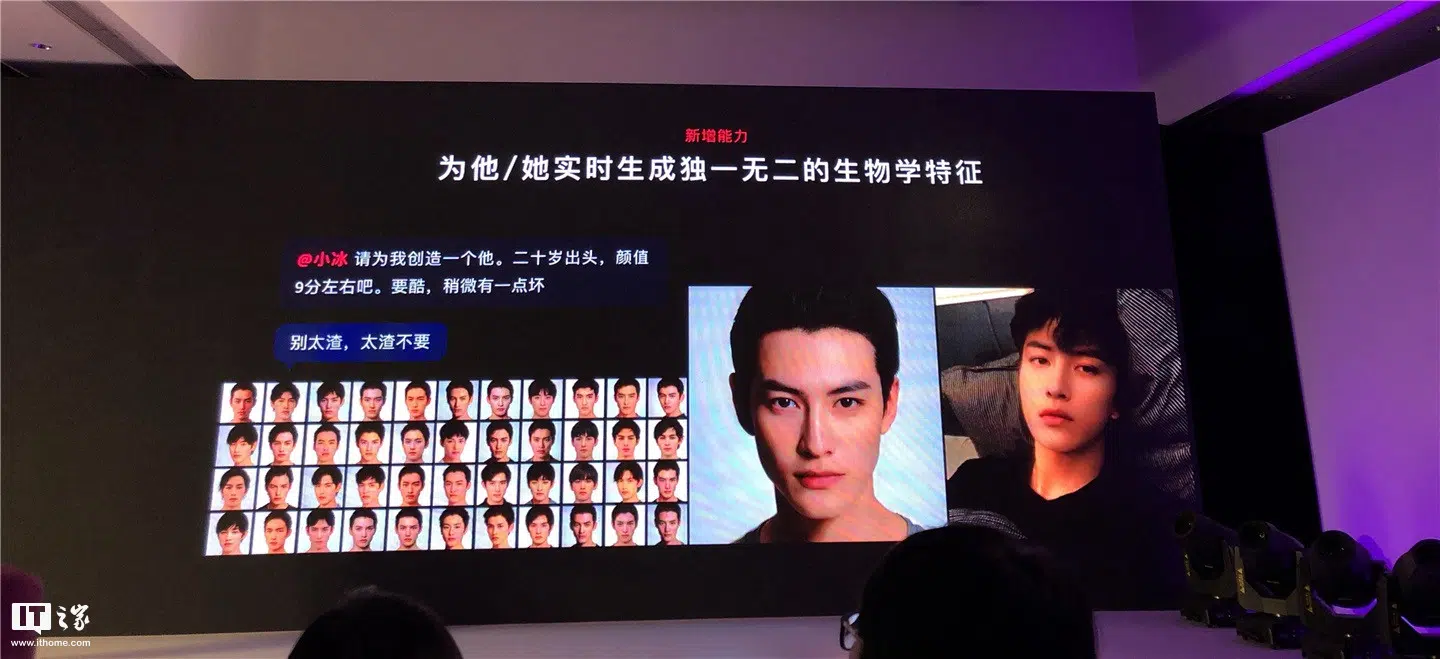 新增能力
为他/她实时生成独一无二的生物学特征
@小冰 请为我创造一个他。二十岁出头，颜值
9分左右吧。要酷，稍微有一点坏
别太渣，太渣不要
IT之家
www.ithome.com